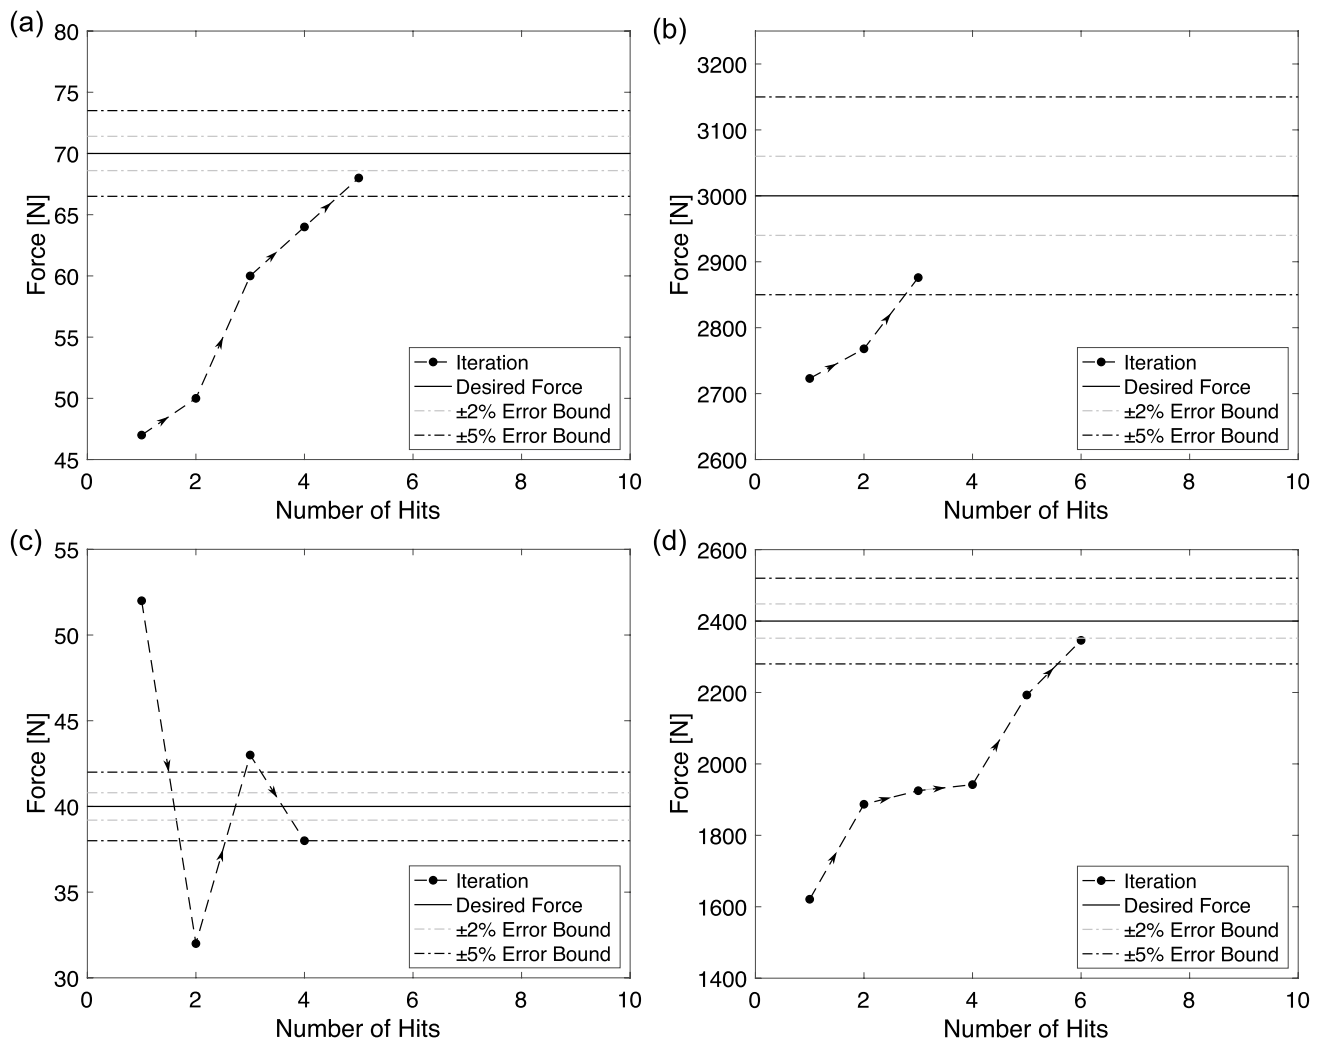 (a)
80
75
70
65
60
55
50
45
Force [N]
0 2 4 6 8 10
Number of Hits
Iteration
Desired Force
±2% Error Bound
±5% Error Bound
(b)
3200
3100
3000
2900
2800
2700
2600
Force [N]
0 2 4 6 8 10
Number of Hits
Iteration
Desired Force
±2% Error Bound
±5% Error Bound
(c)
55
50
45
40
35
30
Force [N]
0 2 4 6 8 10
Number of Hits
Iteration
Desired Force
±2% Error Bound
±5% Error Bound
(d)
2600
2400
2200
2000
1800
1600
1400
Force [N]
0 2 4 6 8 10
Number of Hits
Iteration
Desired Force
±2% Error Bound
±5% Error Bound